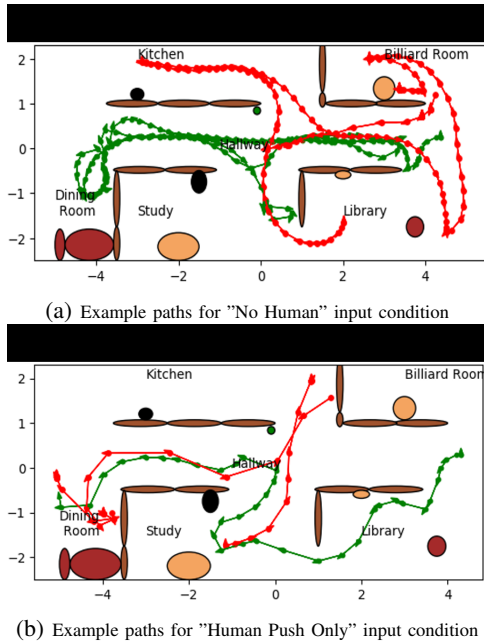 2
1
0
−1
−2
Kitchen
Billiard Room
Hallway
Dining
Room
Study
Library
−4
−2
0
2
4
(a) Example paths for ”No Human” input condition
2
1
0
−1
−2
Kitchen
Billiard Room
Hallway
Dining
Room
Study
Library
−4
−2
0
2
4
(b) Example paths for ”Human Push Only” input condition